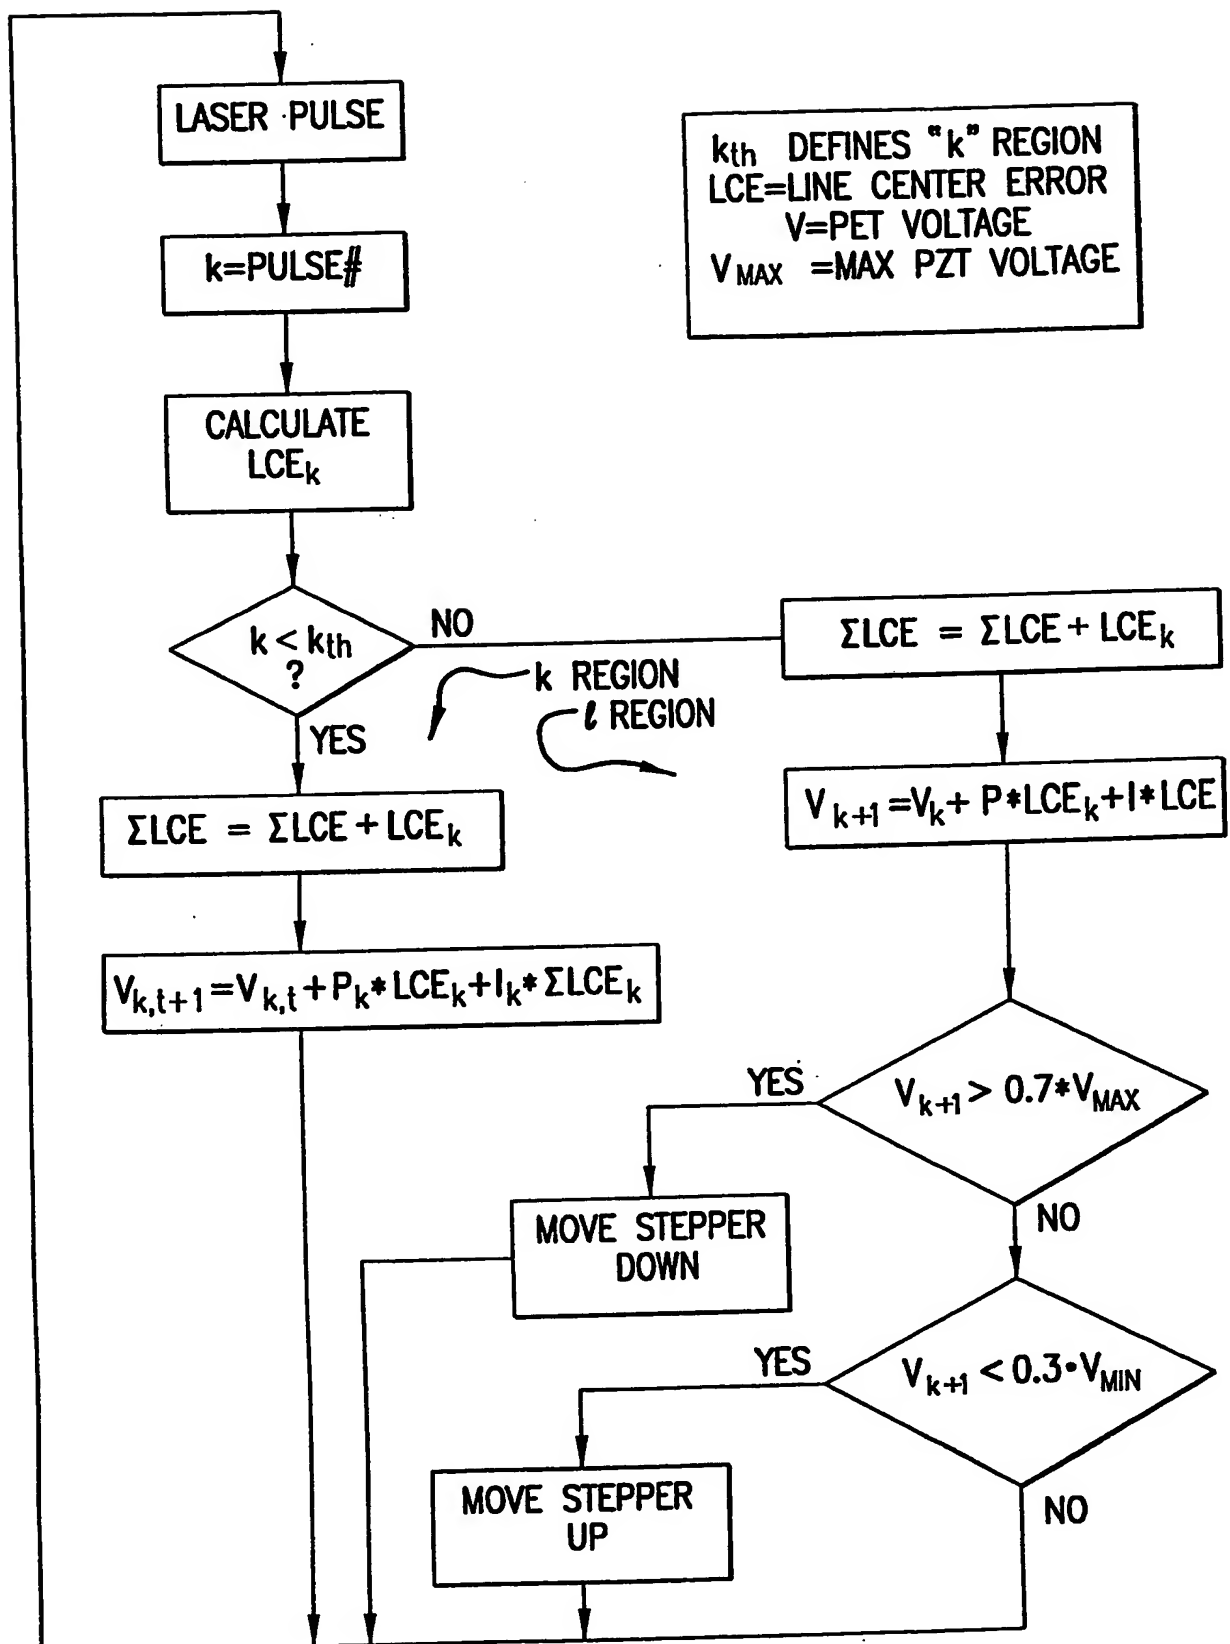 LASER PULSE
k=PULSE#
CALCULATE
LCEk
kth DEFINES "k" REGION
LCE=LINE CENTER ERROR
V=PET VOLTAGE
VMAX =MAX PZT VOLTAGE
k < kth
?
NO
YES
k REGION
ℓ REGION
ΣLCE = ΣLCE + LCEk
Vk+1 =Vk+ P*LCEk+I*LCE
ΣLCE = ΣLCE + LCEk
Vk,t+1=Vk,t+Pk*LCEk+Ik*ΣLCEk
Vk+1 > 0.7*VMAX
YES
NO
MOVE STEPPER
DOWN
Vk+1 < 0.3•VMIN
YES
NO
MOVE STEPPER
UP